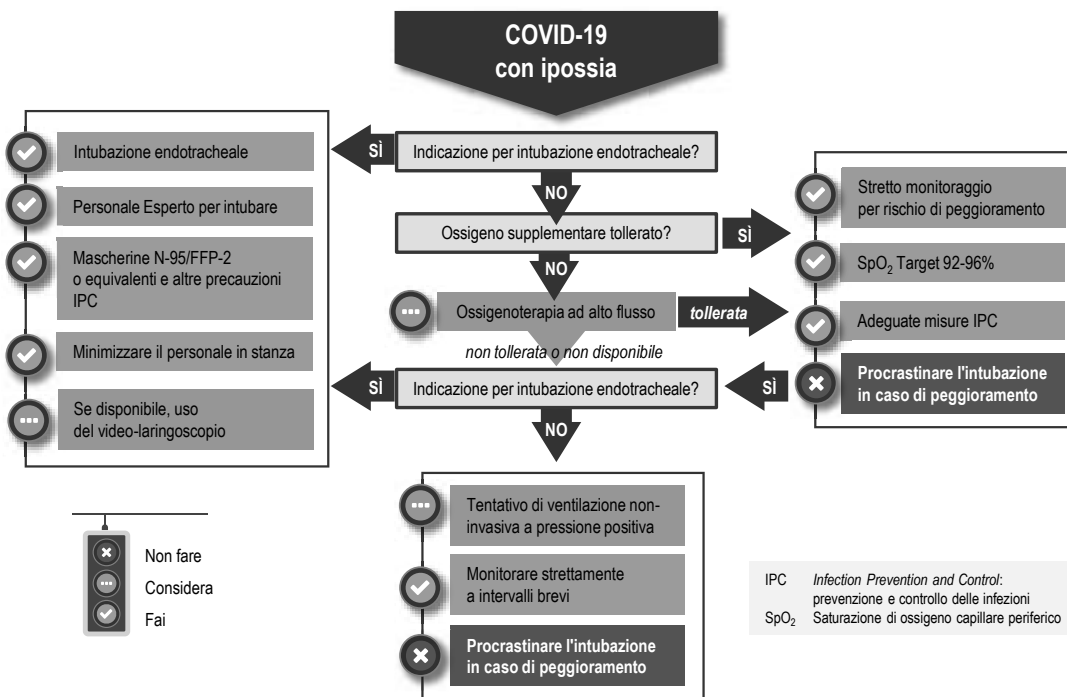 COVID-19
con ipossia
Indicazione per intubazione endotracheale?
SÌ
NO
Intubazione endotracheale
Personale Esperto per intubare
Mascherine N-95/FFP-2
o equivalenti e altre precauzioni
IPC
Minimizzare il personale in stanza
Se disponibile, uso
del video-laringoscopio
Ossigeno supplementare tollerato?
SÌ
NO
Stretto monitoraggio
per rischio di peggioramento
SpO₂ Target 92-96%
Adeguate misure IPC
Procrastinare l'intubazione
in caso di peggioramento
Ossigenoterapia ad alto flusso
tollerata
non tollerata o non disponibile
Indicazione per intubazione endotracheale?
SÌ
SÌ
NO
Tentativo di ventilazione non-
invasiva a pressione positiva
Monitorare strettamente
a intervalli brevi
Procrastinare l'intubazione
in caso di peggioramento
Non fare
Considera
Fai
IPC Infection Prevention and Control:
prevenzione e controllo delle infezioni
SpO₂ Saturazione di ossigeno capillare periferico